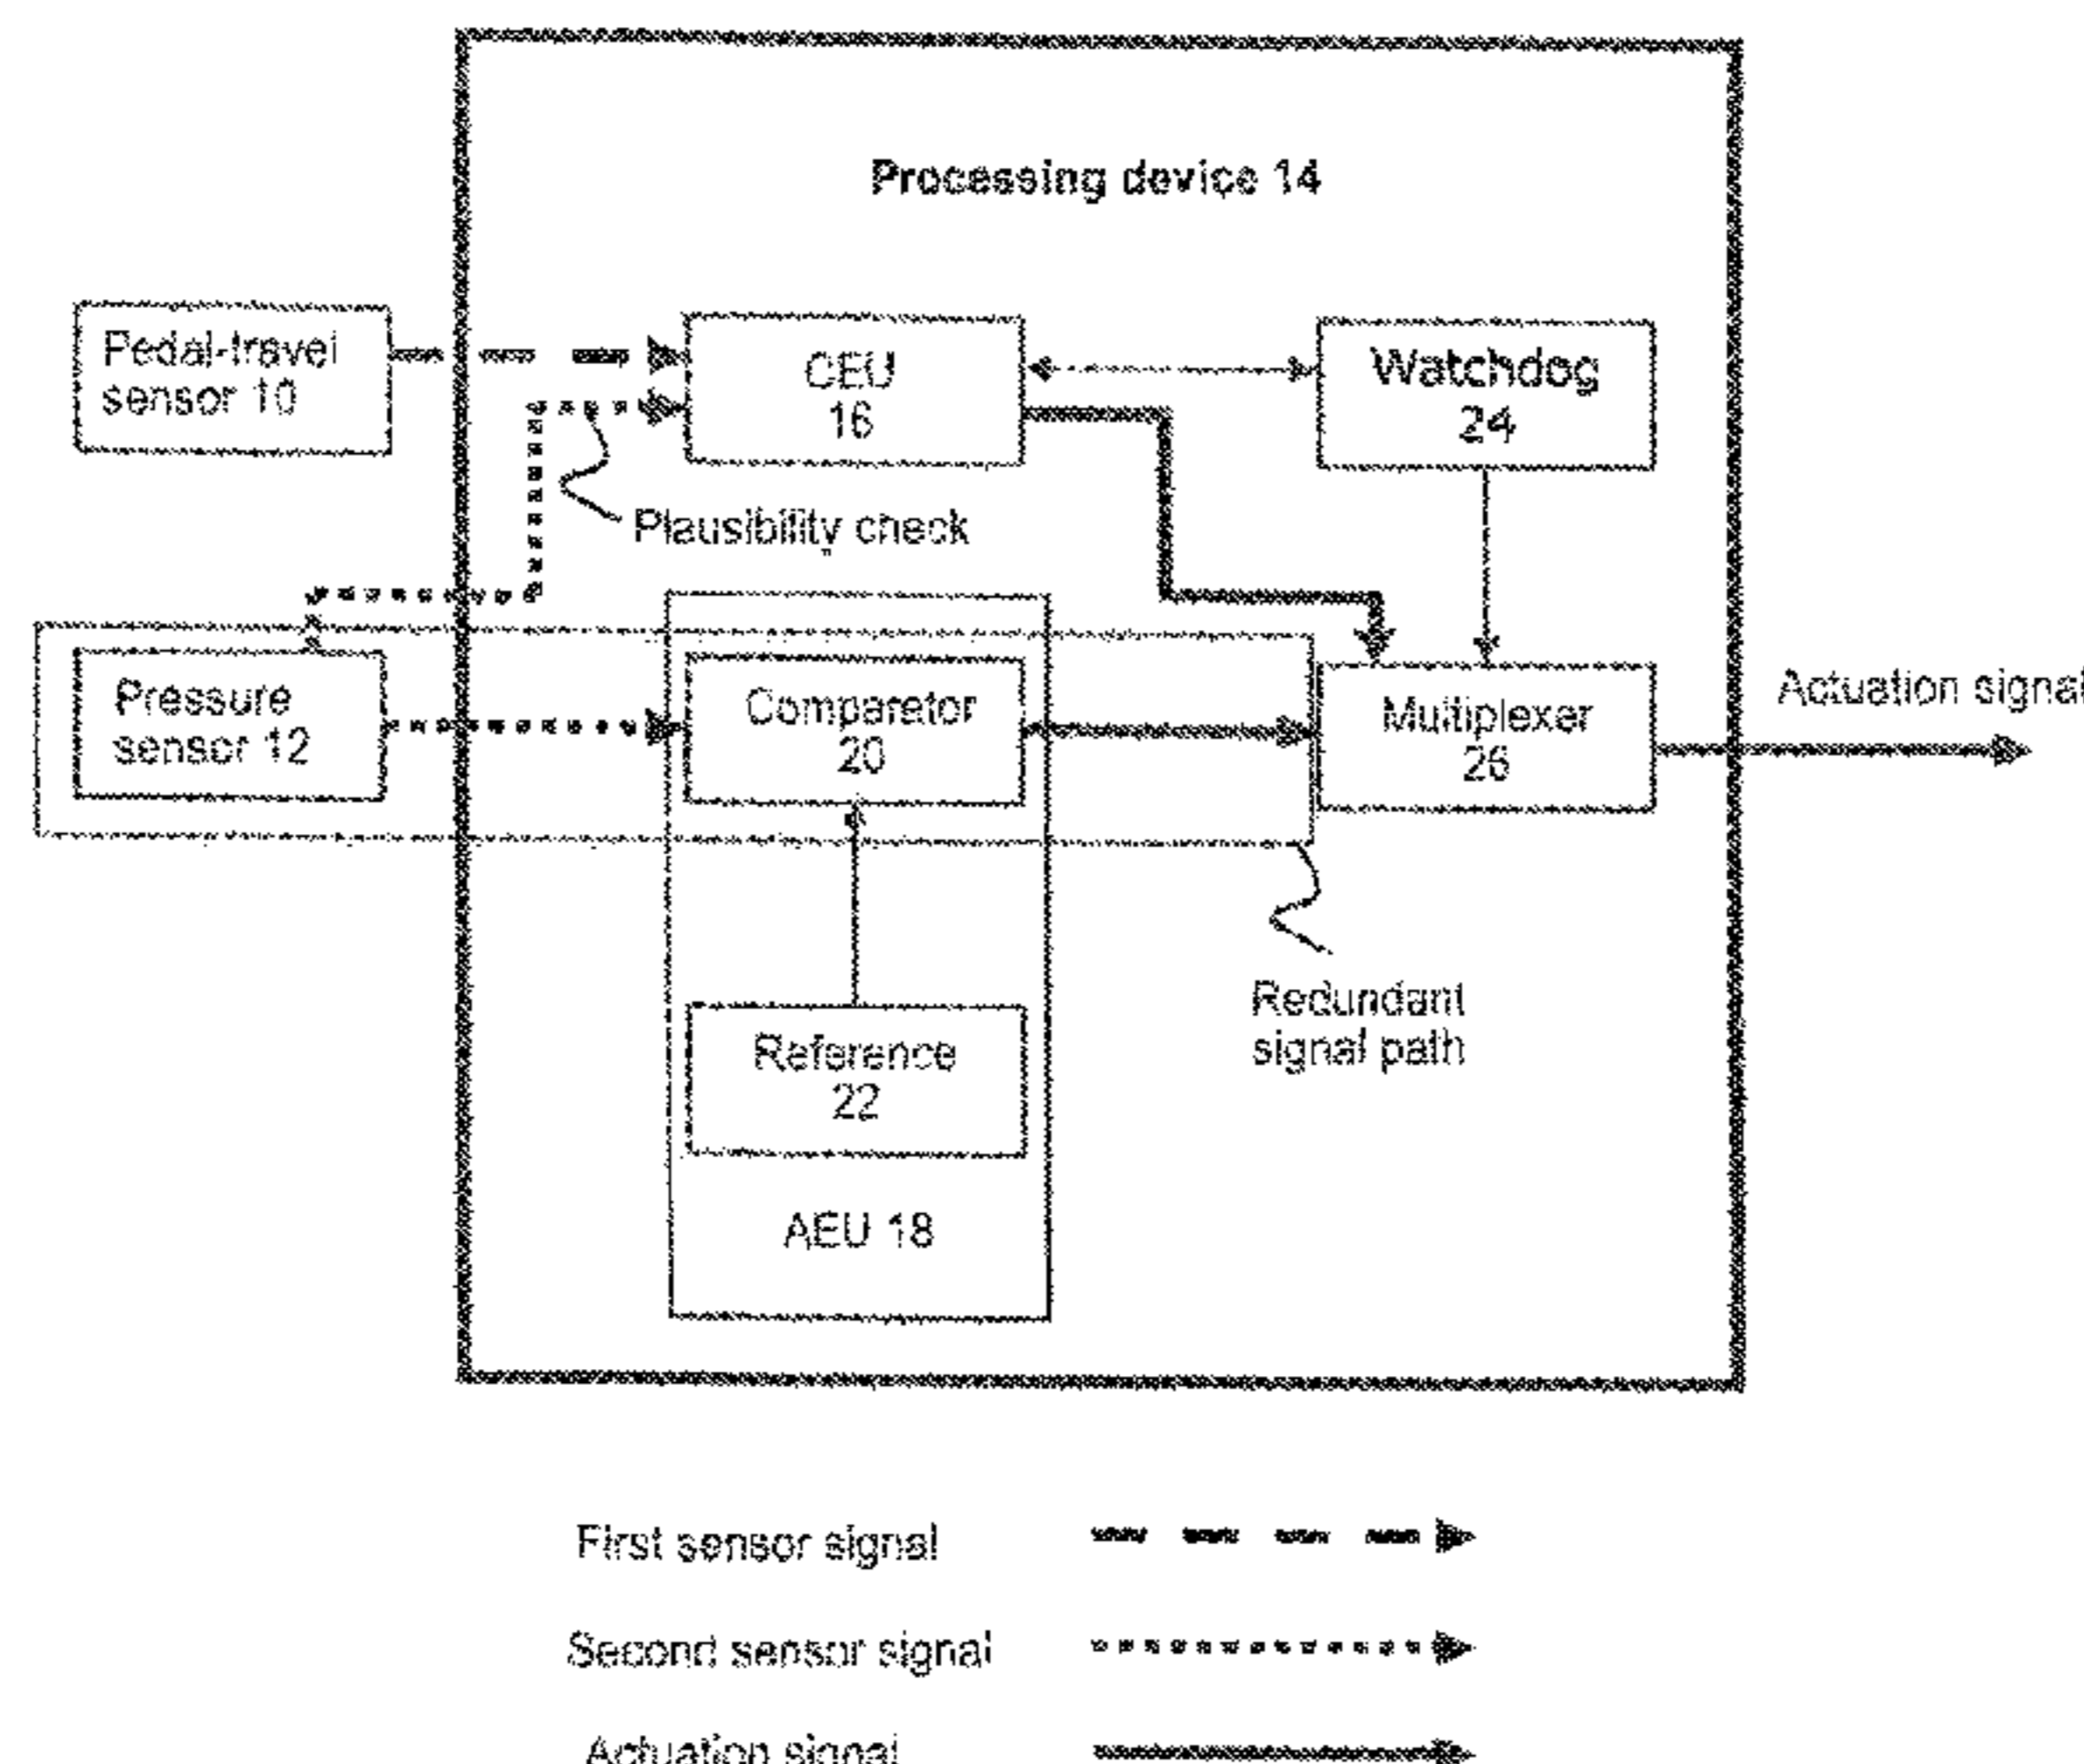 Processing device 14
Pedal-travel
sensor 10
CEU
16
Watchdog
24
Plausibility check
Pressure
sensor 12
Comparator
20
Multiplexer
26
Actuation signal
Reference
22
Redundant
signal path
AEU 18
First sensor signal
Second sensor signal
Actuation signal